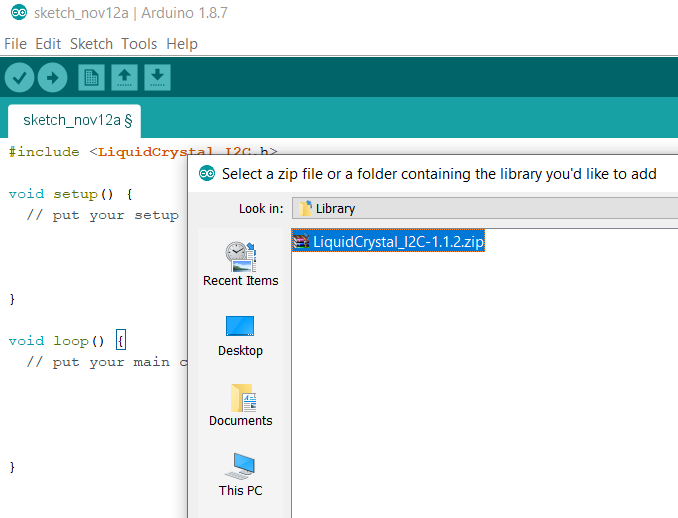 sketch_nov12a | Arduino 1.8.7
File Edit Sketch Tools Help
sketch_nov12a §
#include <LiquidCrystal_I2C.h>
Select a zip file or a folder containing the library you'd like to add
void setup() {
// put your setup
Look in: Library
LiquidCrystal_I2C-1.1.2.zip
Recent Items
}
void loop() {
Desktop
// put your main c
Documents
}
This PC